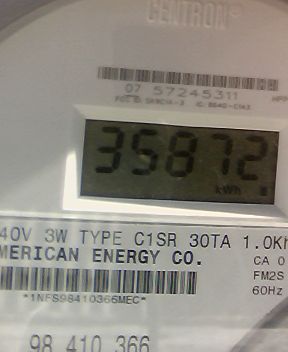 CENTRON®
07 57245311
35872
kWh
40V 3W TYPE C1SR 30TA 1.0Kh
MERICAN ENERGY CO.
CA 0
FM2S
60Hz
*1NFS98410366MEC*
98 410 366